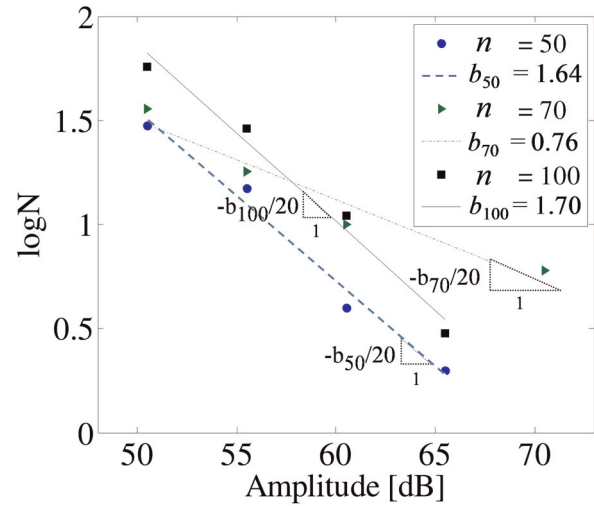 2
1.5
1
0.5
0
logN
50
55
60
65
70
Amplitude [dB]
n = 50
b50 = 1.64
n = 70
b70 = 0.76
n = 100
b100 = 1.70
-b100/20
1
-b70/20
1
-b50/20
1